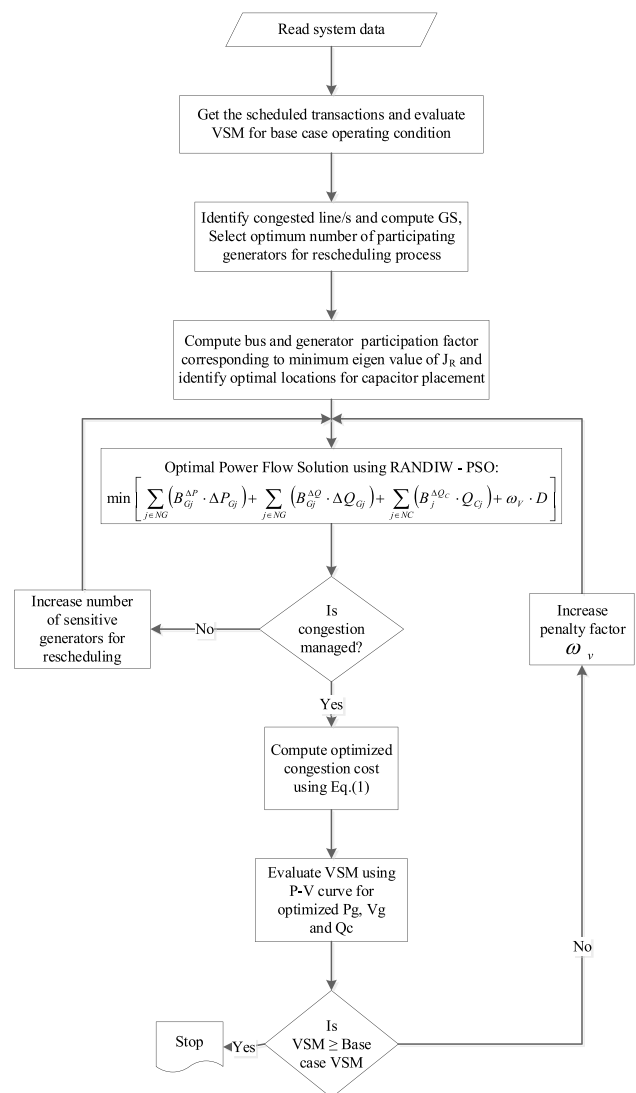 Read system data
Get the scheduled transactions and evaluate
VSM for base case operating condition
Identify congested line/s and compute GS,
Select optimum number of participating
generators for rescheduling process
Compute bus and generator participation factor
corresponding to minimum eigen value of J_R and
identify optimal locations for capacitor placement
Optimal Power Flow Solution using RANDIW - PSO:
min [ ∑_{j∈NG} (B_{Gj}^{ΔP} · ΔP_{Gj}) + ∑_{j∈NG} (B_{Gj}^{ΔQ} · ΔQ_{Gj}) + ∑_{j∈NC} (B_j^{ΔQ_C} · Q_{Cj}) + ω_V · D ]
Increase number
of sensitive
generators for
rescheduling
No
Is
congestion
managed?
Increase
penalty factor
ω_v
Yes
Compute optimized
congestion cost
using Eq.(1)
Evaluate VSM using
P-V curve for
optimized Pg, Vg
and Qc
No
Stop
Yes
Is
VSM ≥ Base
case VSM